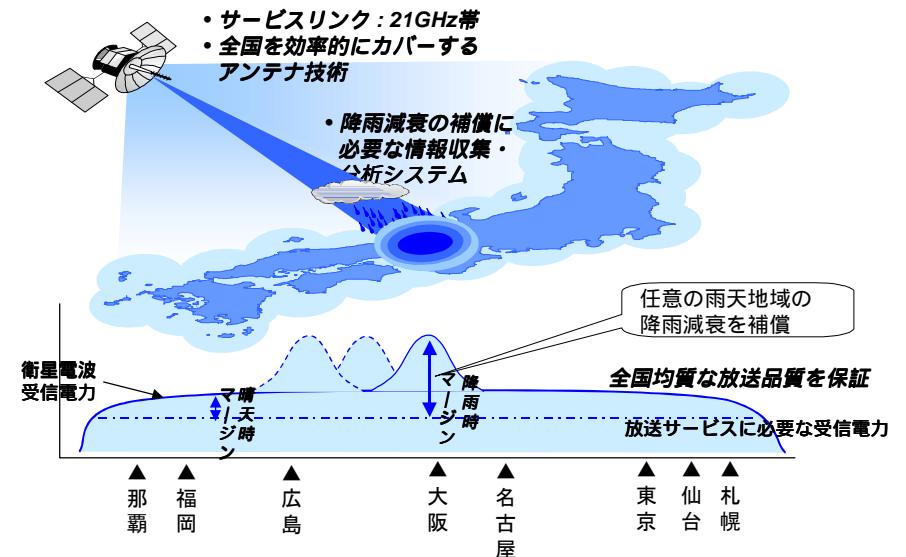 • サービスリンク：21GHz帯
• 全国を効率的にカバーする
アンテナ技術
• 降雨減衰の補償に
必要な情報収集・
分析システム
任意の雨天地域の
降雨減衰を補償
衛星電波
受信電力
晴天時
マージン
降雨時
マージン
全国均質な放送品質を保証
放送サービスに必要な受信電力
▲ ▲ ▲ ▲ ▲ ▲ ▲ ▲
那覇
福岡
広島
大阪
名古屋
東京
仙台
札幌